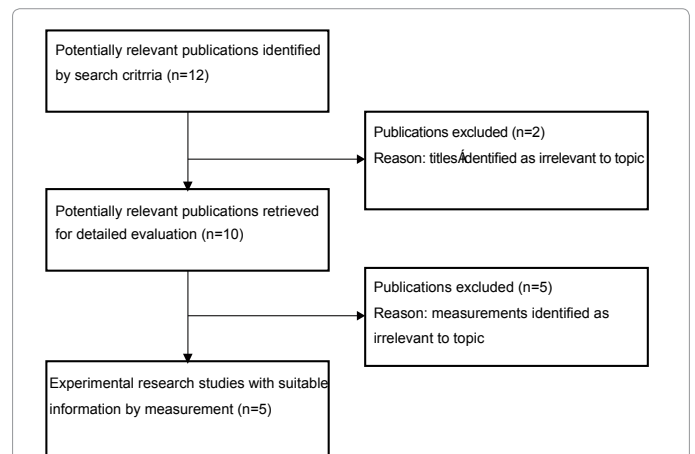 Potentially relevant publications identified
by search critrria (n=12)
Publications excluded (n=2)
Reason: titlesÁidentified as irrelevant to topic
Potentially relevant publications retrieved
for detailed evaluation (n=10)
Publications excluded (n=5)
Reason: measurements identified as
irrelevant to topic
Experimental research studies with suitable
information by measurement (n=5)